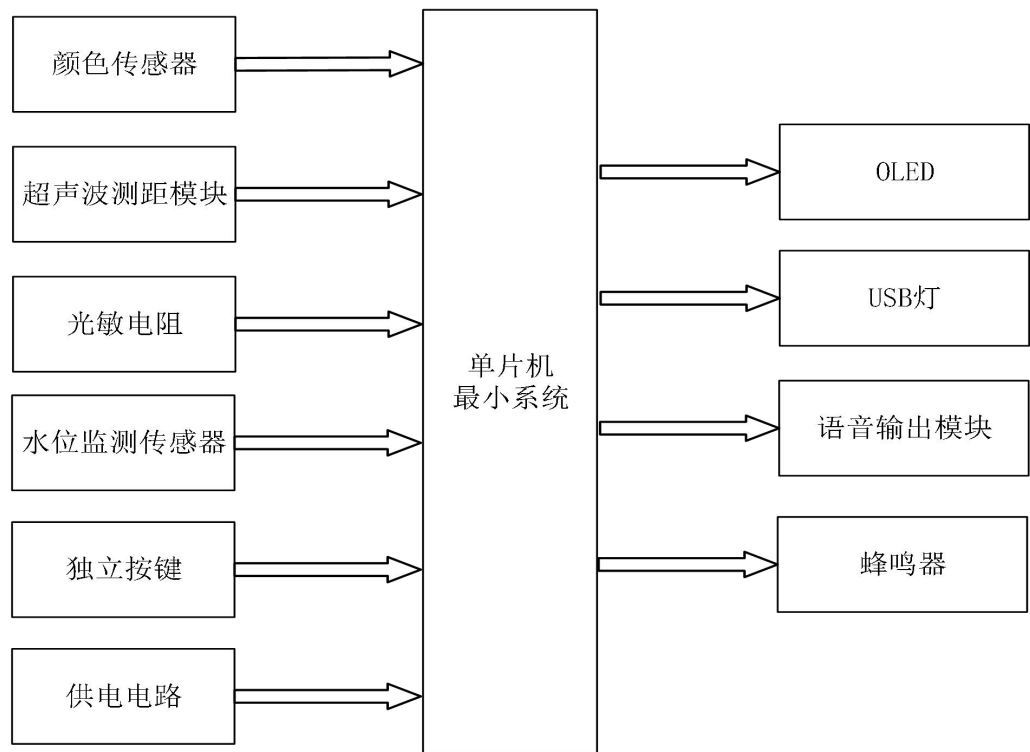 颜色传感器
超声波测距模块
光敏电阻
水位监测传感器
独立按键
供电电路
单片机
最小系统
OLED
USB灯
语音输出模块
蜂鸣器